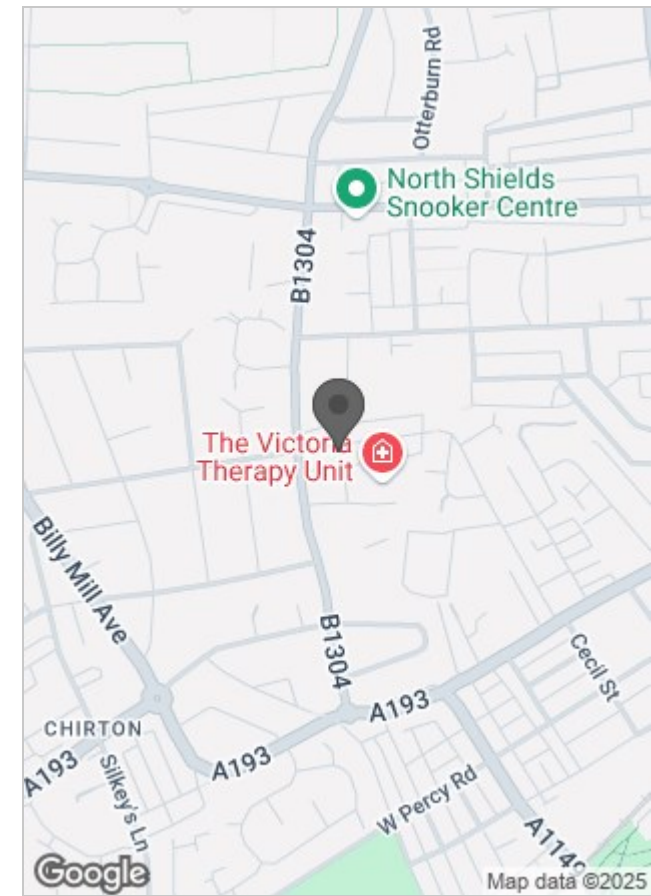 Otterburn Rd
North Shields
Snooker Centre
B1304
The Victoria
Therapy Unit
Billy Mill Ave
B1304
Cecil St
A193
CHIRTON
A193
Silkey's Ln
A193
W Percy Rd
A1149
Google
Map data ©2025